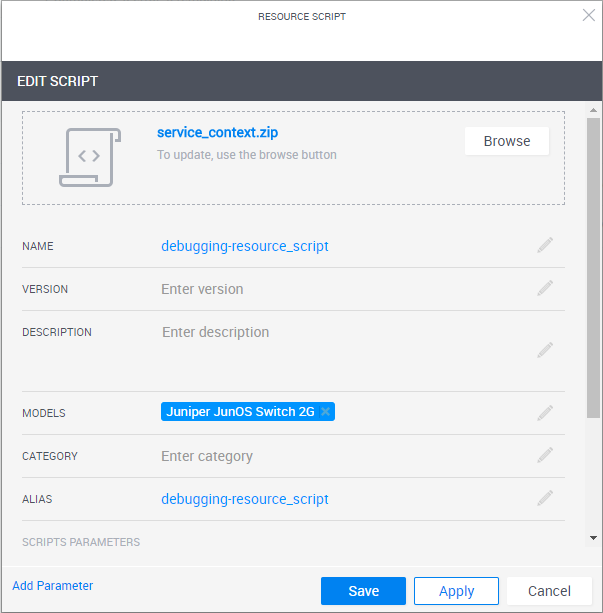 RESOURCE SCRIPT
EDIT SCRIPT
service_context.zip
To update, use the browse button
Browse
NAME debugging-resource_script
VERSION Enter version
DESCRIPTION Enter description
MODELS Juniper JunOS Switch 2G
CATEGORY Enter category
ALIAS debugging-resource_script
SCRIPTS PARAMETERS
Add Parameter Save Apply Cancel